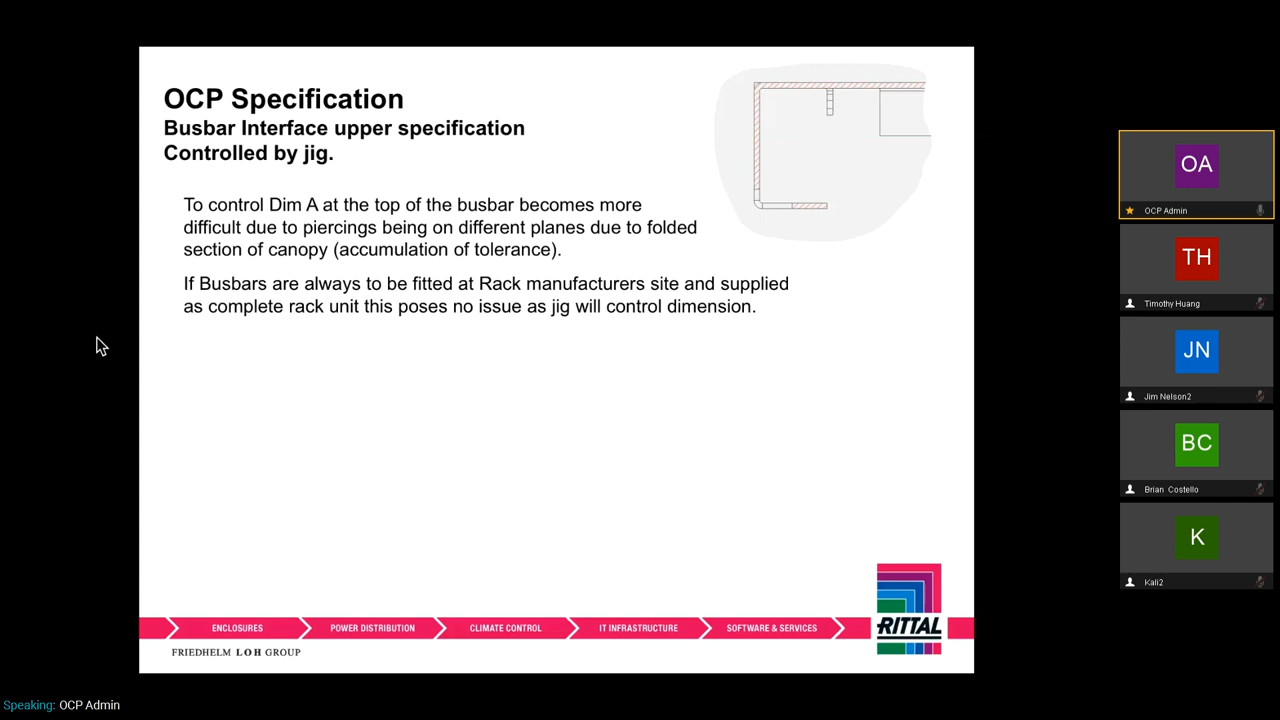 OCP Specification
Busbar Interface upper specification
Controlled by jig.
To control Dim A at the top of the busbar becomes more
difficult due to piercings being on different planes due to folded
section of canopy (accumulation of tolerance).
If Busbars are always to be fitted at Rack manufacturers site and supplied
as complete rack unit this poses no issue as jig will control dimension.
ENCLOSURES
POWER DISTRIBUTION
CLIMATE CONTROL
IT INFRASTRUCTURE
SOFTWARE & SERVICES
RITTAL
FRIEDHELM LOH GROUP
OA
OCP Admin
TH
Timothy Huang
JN
Jim Nelson2
BC
Brian Costello
K
Kali2
Speaking: OCP Admin